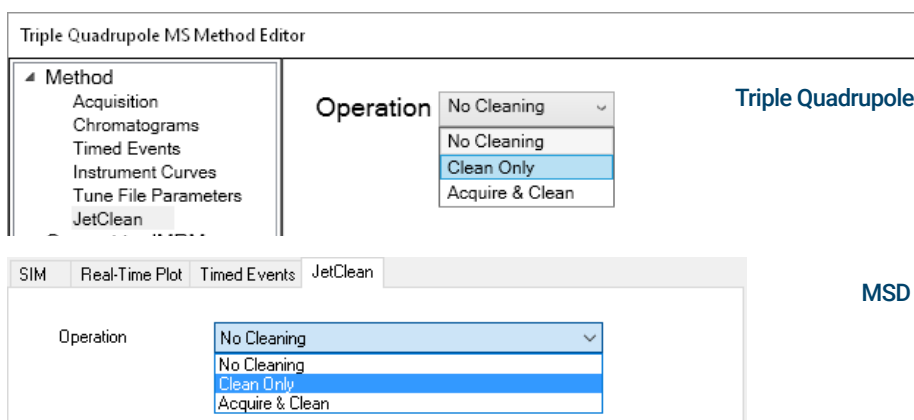 Triple Quadrupole MS Method Editor
Method
Acquisition
Chromatograms
Timed Events
Instrument Curves
Tune File Parameters
JetClean
Operation
No Cleaning
No Cleaning
Clean Only
Acquire & Clean
Triple Quadrupole
SIM Real-Time Plot Timed Events JetClean
MSD
Operation No Cleaning
No Cleaning
Clean Only
Acquire & Clean